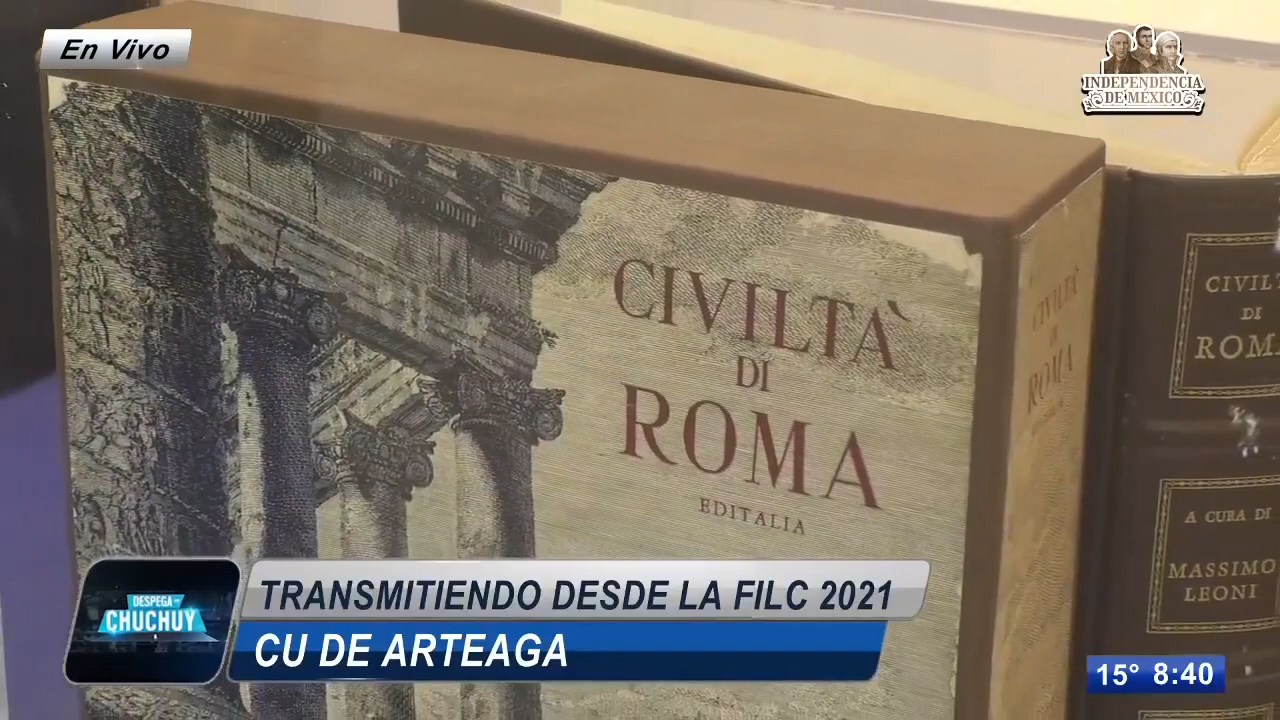 En Vivo
INDEPENDENCIA
DE MÉXICO
CIVILTÀ
DI
ROMA
EDITALIA
CIVILTÀ
DI
ROMA
CIVILT
DI
ROMA
A CURA DI
MASSIMO
LEONI
DESPEGA
CHUCHUY
TRANSMITIENDO DESDE LA FILC 2021
CU DE ARTEAGA
15° 8:40